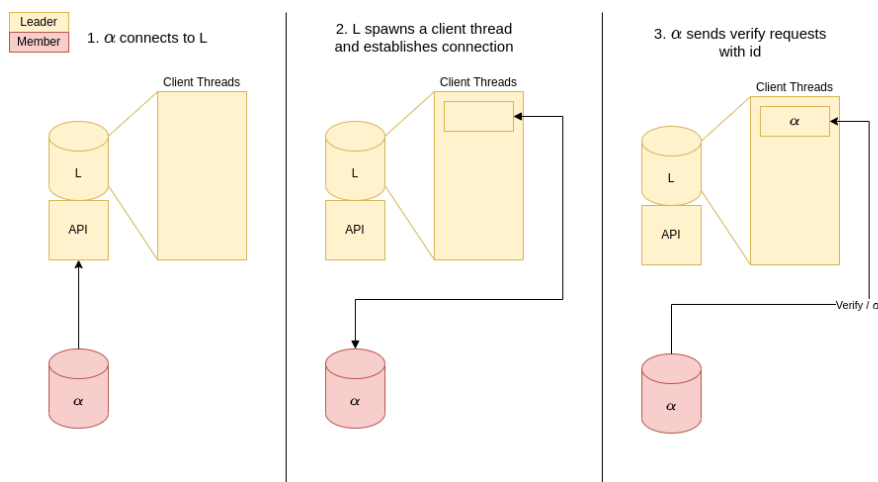 Leader
Member
1. α connects to L
Client Threads
L
API
α
2. L spawns a client thread
and establishes connection
Client Threads
L
API
α
3. α sends verify requests
with id
Client Threads
α
L
API
Verify / α
α